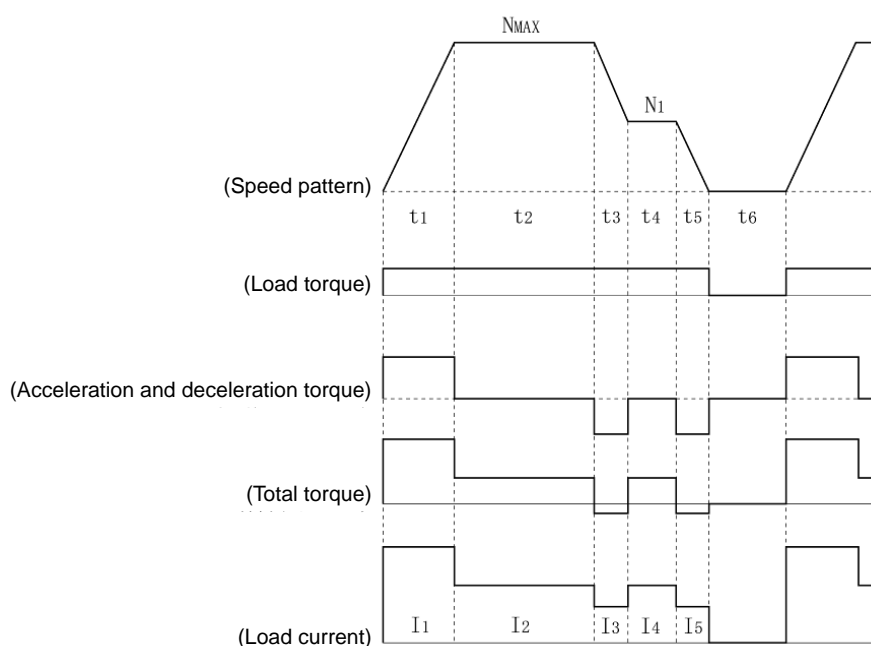 NMAX
N1
(Speed pattern)
t1 t2 t3 t4 t5 t6
(Load torque)
(Acceleration and deceleration torque)
(Total torque)
(Load current)
I1 I2 I3 I4 I5